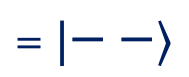 = |− −⟩